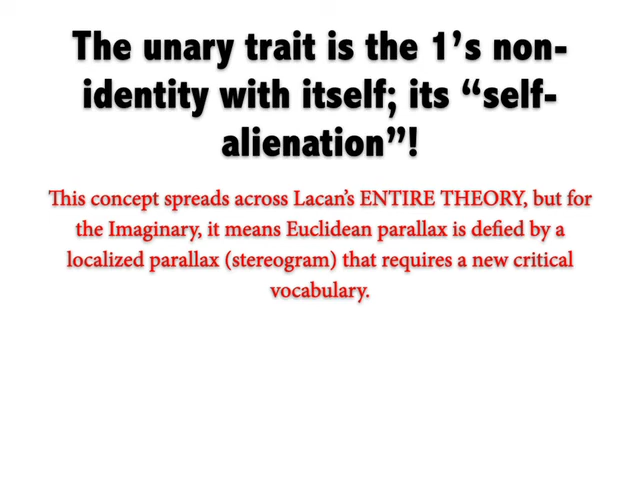 The unary trait is the 1’s non-
identity with itself; its “self-
alienation”!
This concept spreads across Lacan’s ENTIRE THEORY, but for
the Imaginary, it means Euclidean parallax is defied by a
localized parallax (stereogram) that requires a new critical
vocabulary.